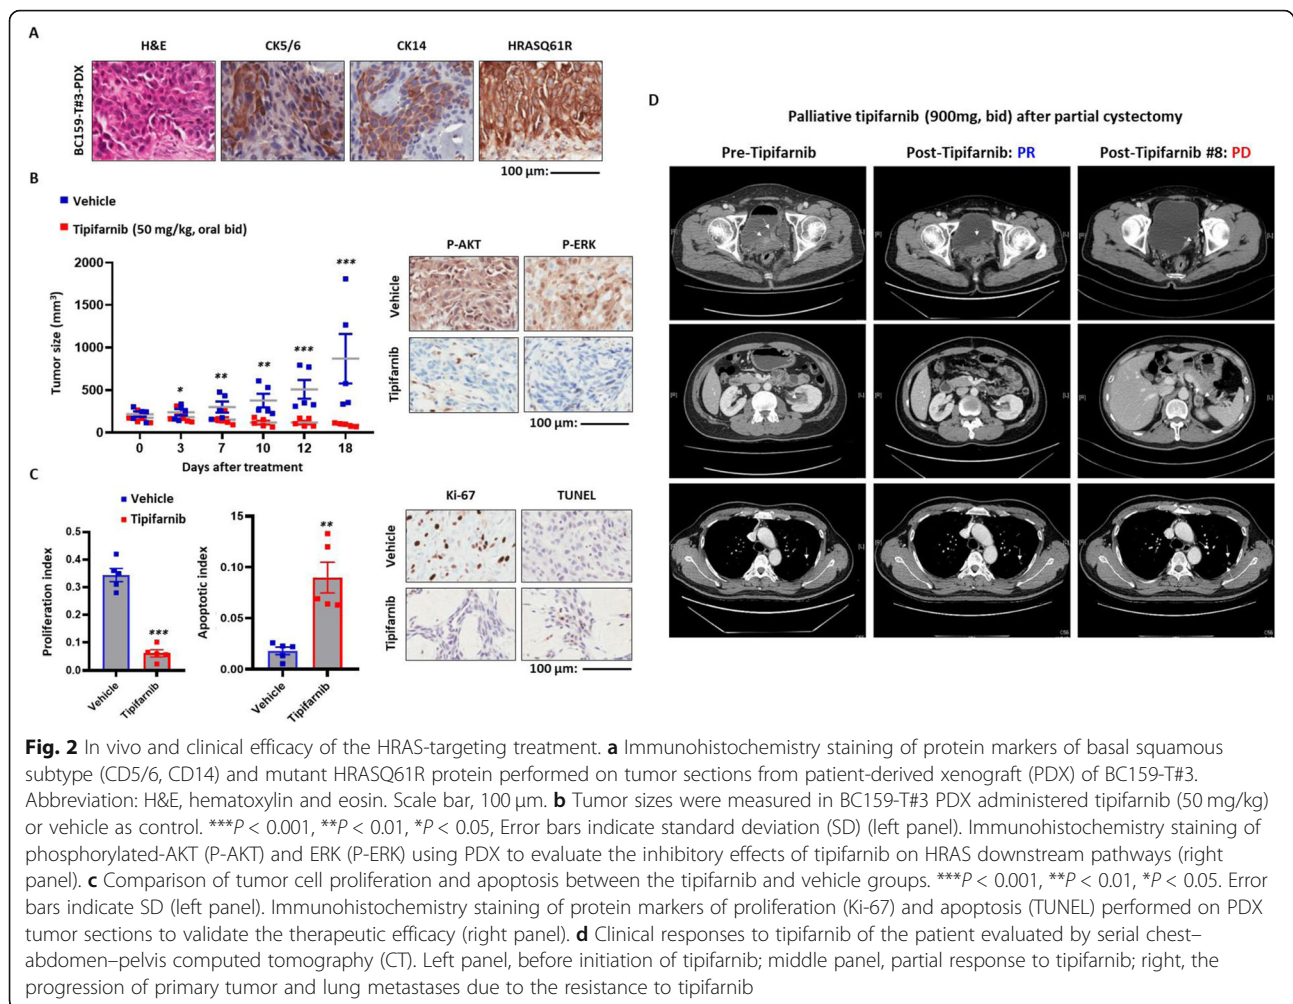 A
H&E
CK5/6
CK14
HRASQ61R
BC159-T#3-PDX
100 µm:
B
Vehicle
Tipifarnib (50 mg/kg, oral bid)
Tumor size (mm³)
2000
1500
1000
500
0
*
**
**
***
***
0
3
7
10
12
18
Days after treatment
P-AKT
P-ERK
Vehicle
Tipifarnib
100 µm:
C
Vehicle
Tipifarnib
Proliferation index
0.5
0.4
0.3
0.2
0.1
0.0
***
Vehicle
Tipifarnib
Apoptotic index
15
0.10
0.05
0.00
**
Vehicle
Tipifarnib
Ki-67
TUNEL
Vehicle
Tipifarnib
100 µm:
D
Palliative tipifarnib (900mg, bid) after partial cystectomy
Pre-Tipifarnib
Post-Tipifarnib: PR
Post-Tipifarnib #8: PD
Fig. 2 In vivo and clinical efficacy of the HRAS-targeting treatment. a Immunohistochemistry staining of protein markers of basal squamous
subtype (CD5/6, CD14) and mutant HRASQ61R protein performed on tumor sections from patient-derived xenograft (PDX) of BC159-T#3.
Abbreviation: H&E, hematoxylin and eosin. Scale bar, 100 µm. b Tumor sizes were measured in BC159-T#3 PDX administered tipifarnib (50 mg/kg)
or vehicle as control. ***P < 0.001, **P < 0.01, *P < 0.05, Error bars indicate standard deviation (SD) (left panel). Immunohistochemistry staining of
phosphorylated-AKT (P-AKT) and ERK (P-ERK) using PDX to evaluate the inhibitory effects of tipifarnib on HRAS downstream pathways (right
panel). c Comparison of tumor cell proliferation and apoptosis between the tipifarnib and vehicle groups. ***P < 0.001, **P < 0.01, *P < 0.05. Error
bars indicate SD (left panel). Immunohistochemistry staining of protein markers of proliferation (Ki-67) and apoptosis (TUNEL) performed on PDX
tumor sections to validate the therapeutic efficacy (right panel). d Clinical responses to tipifarnib of the patient evaluated by serial chest–
abdomen–pelvis computed tomography (CT). Left panel, before initiation of tipifarnib; middle panel, partial response to tipifarnib; right, the
progression of primary tumor and lung metastases due to the resistance to tipifarnib